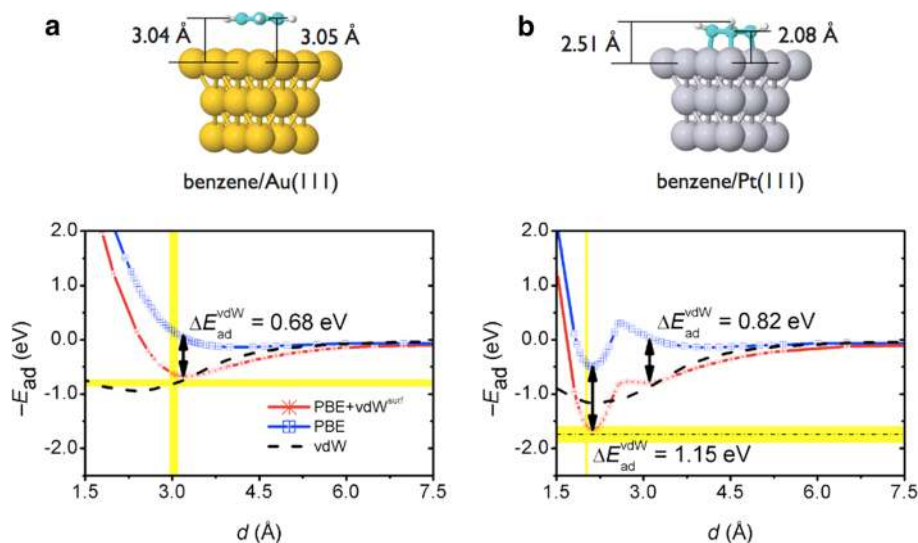 a
3.04 Å
3.05 Å
benzene/Au(111)
2.0
1.0
0.0
-1.0
-2.0
−E_ad (eV)
ΔE_ad^vdW = 0.68 eV
PBE+vdW^surf
PBE
vdW
1.5 3.0 4.5 6.0 7.5
d (Å)
b
2.51 Å
2.08 Å
benzene/Pt(111)
2.0
1.0
0.0
-1.0
-2.0
−E_ad (eV)
ΔE_ad^vdW = 0.82 eV
ΔE_ad^vdW = 1.15 eV
1.5 3.0 4.5 6.0 7.5
d (Å)